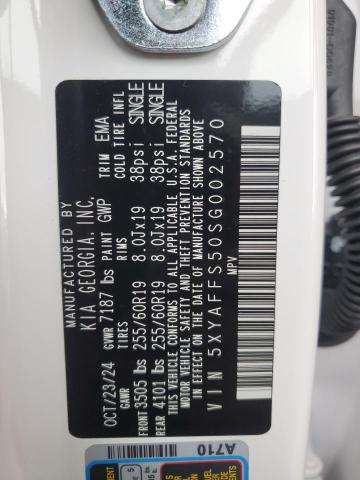 MANUFACTURED BY
KIA GEORGIA, INC.
OCT/23/24 GVWR 7187 lbs PAINT GWP TRIM EMA
GAWR TIRES RIMS COLD TIRE INFL
FRONT 3505 lbs 255/60R19 8.0Jx19 38psi SINGLE
REAR 4101 lbs 255/60R19 8.0Jx19 38psi SINGLE
THIS VEHICLE CONFORMS TO ALL APPLICABLE U.S.A. FEDERAL
MOTOR VEHICLE SAFETY AND THEFT PREVENTION STANDARDS
IN EFFECT ON THE DATE OF MANUFACTURE SHOWN ABOVE
VIN 5XYAFFS50SG002570
MPV
A710
5